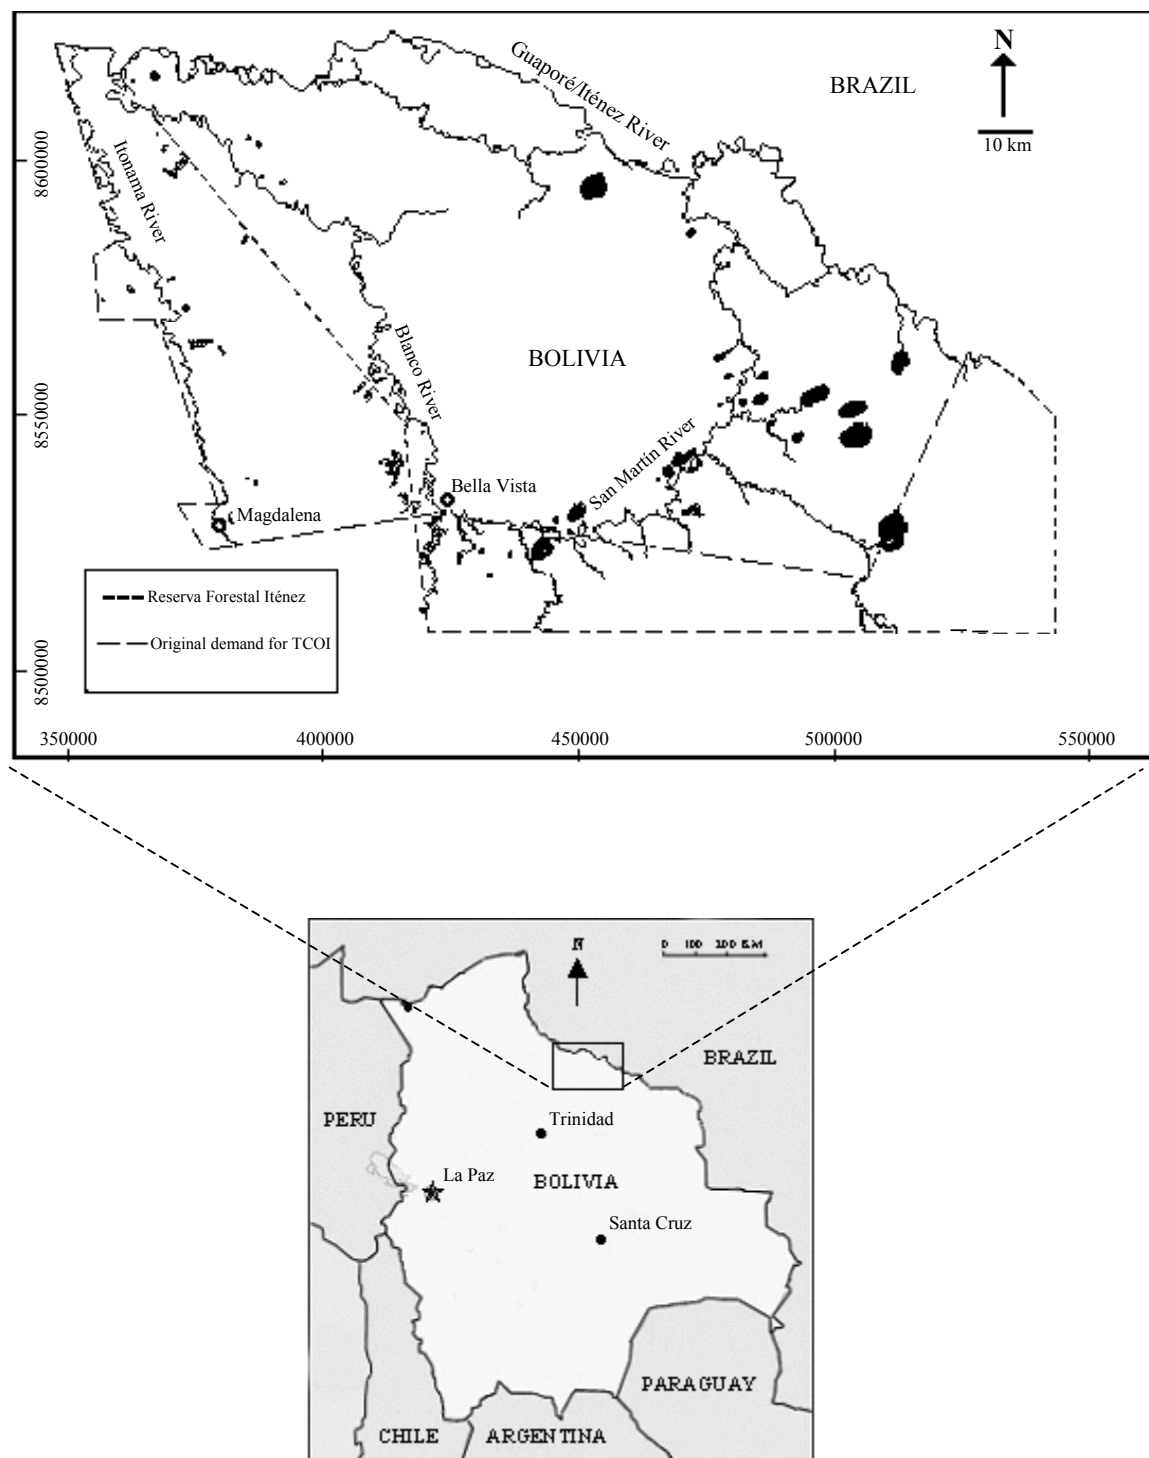 N
10 km
BRAZIL
Guaporé/Iténez River
8600000
Itonama River
BOLIVIA
Blanco River
8550000
San Martín River
Bella Vista
Magdalena
Reserva Forestal Iténez
Original demand for TCOI
8500000
350000 400000 450000 500000 550000
N
0 100 200 KM
BRAZIL
PERU
Trinidad
La Paz
BOLIVIA
Santa Cruz
PARAGUAY
CHILE ARGENTINA